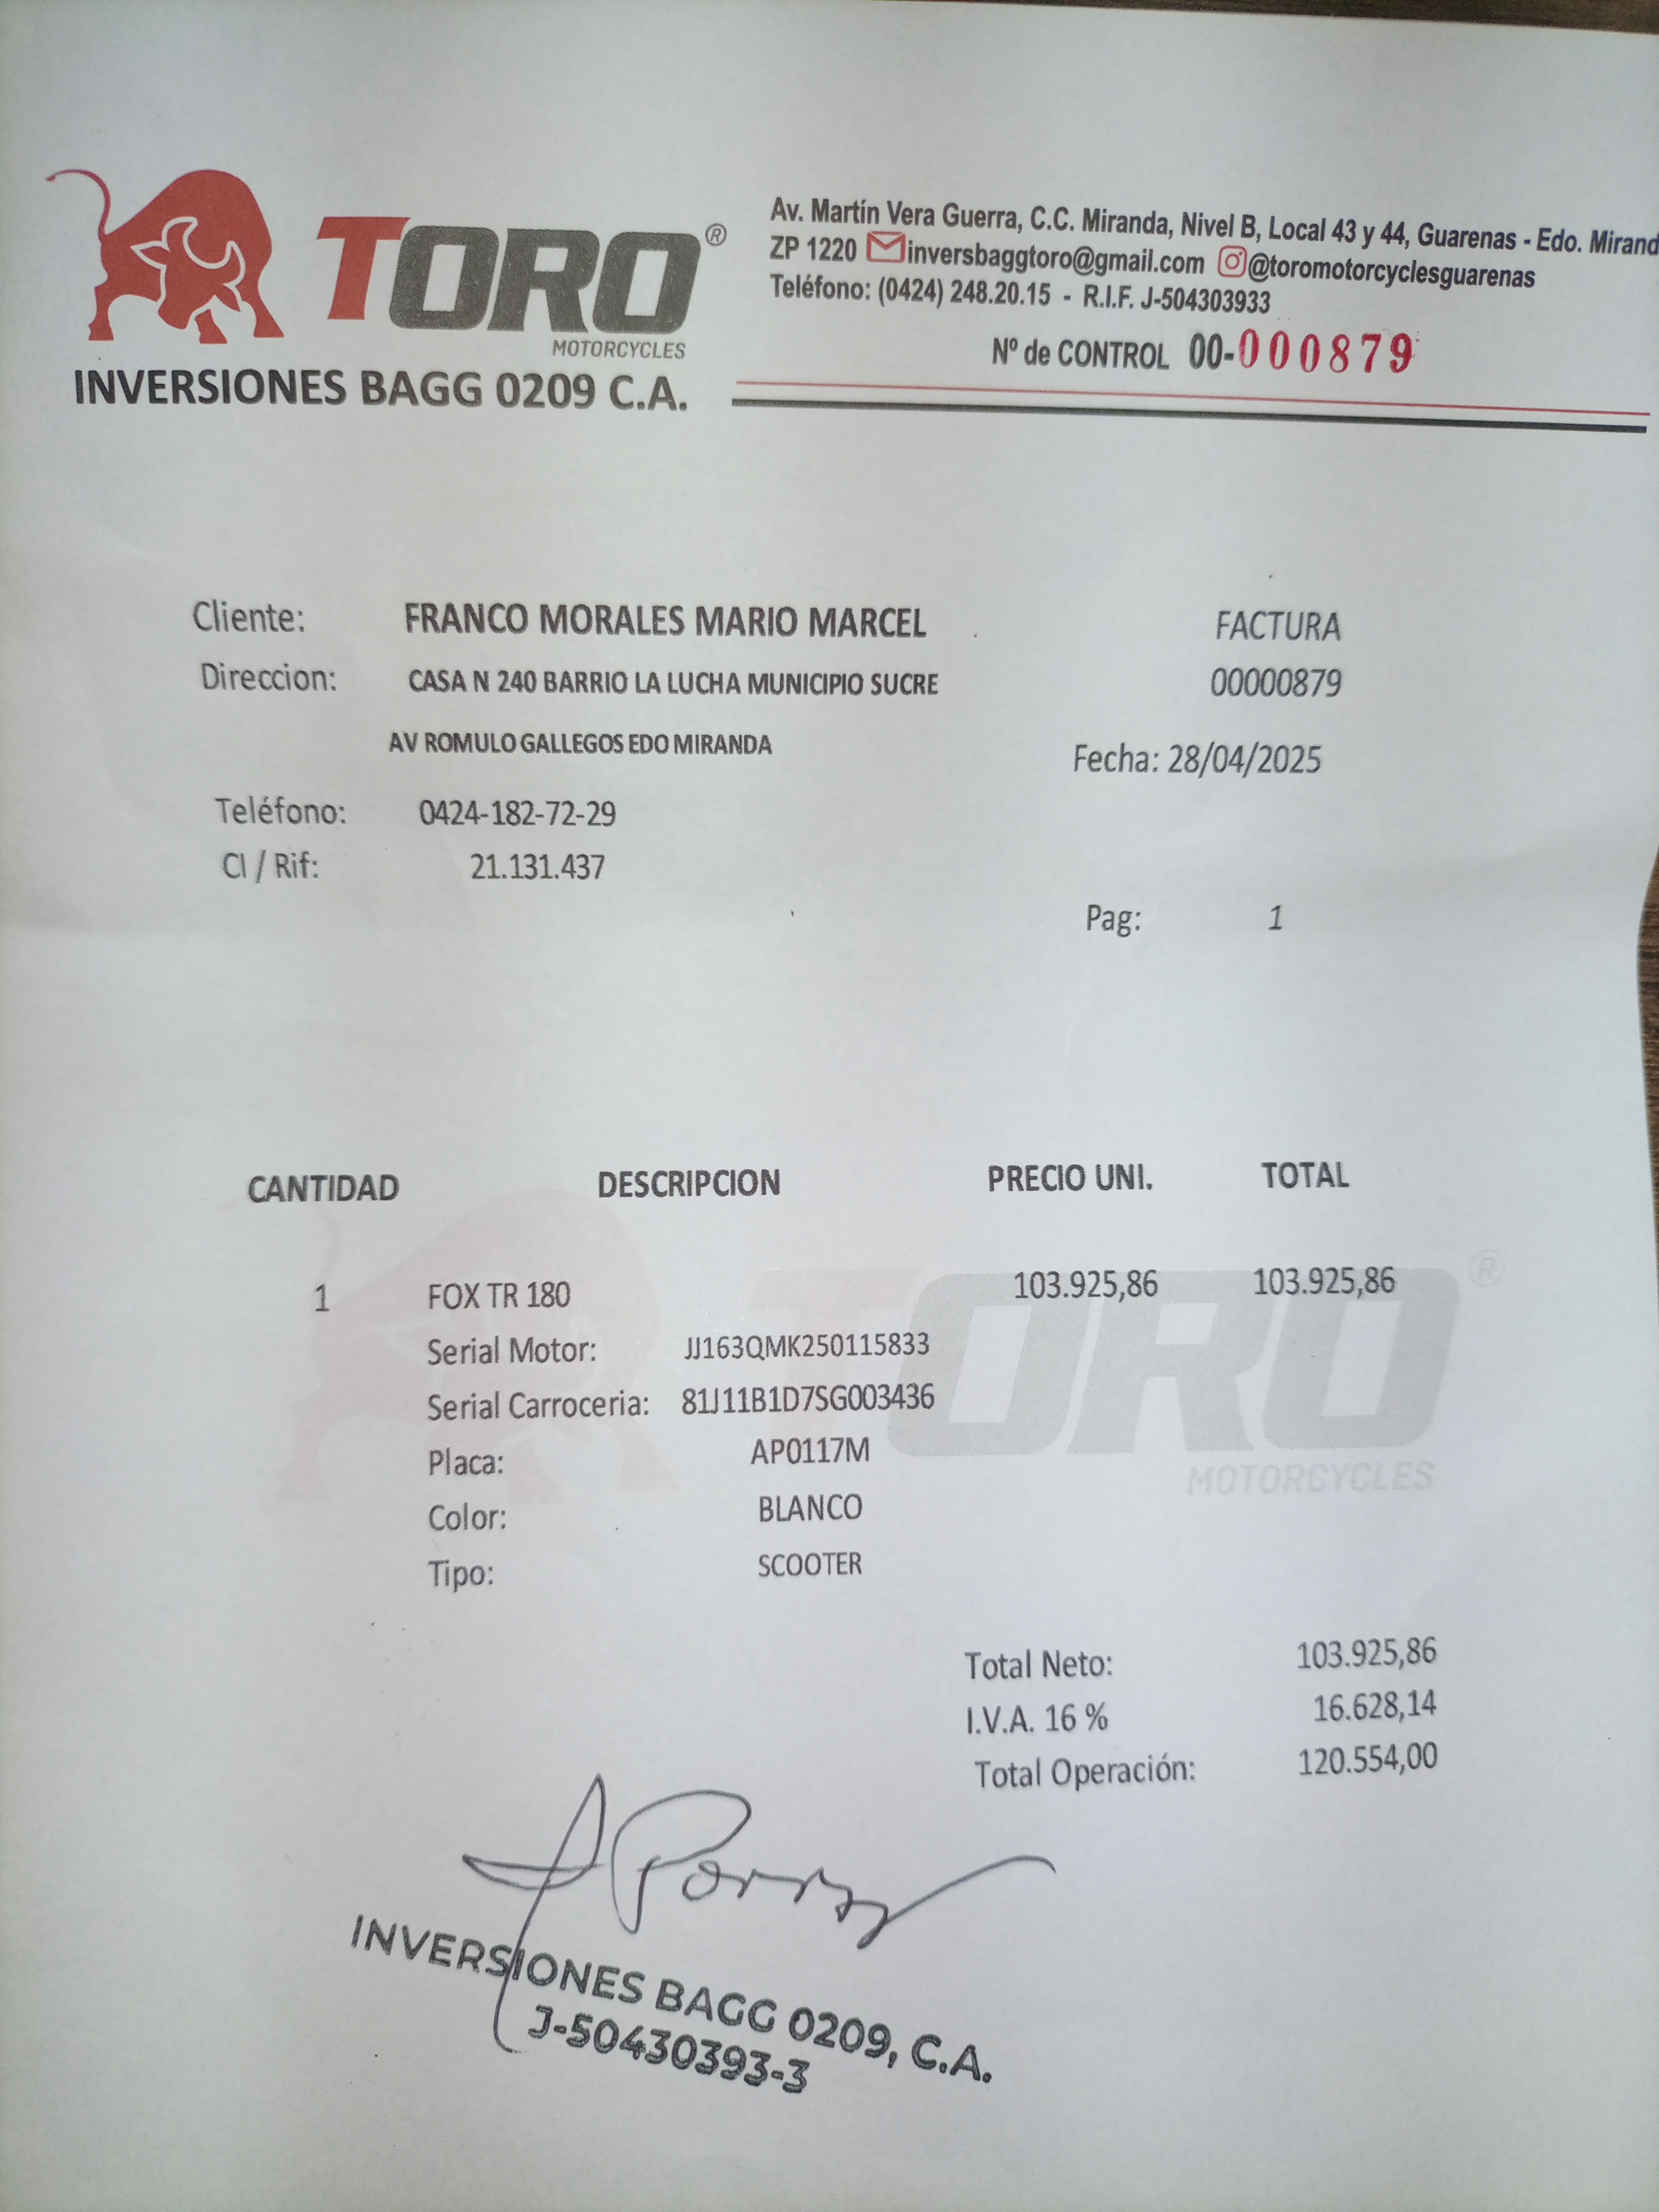 TORO®
MOTORCYCLES
INVERSIONES BAGG 0209 C.A.
Av. Martín Vera Guerra, C.C. Miranda, Nivel B, Local 43 y 44, Guarenas - Edo. Mirand
ZP 1220 inversbaggtoro@gmail.com @toromotorcyclesguarenas
Teléfono: (0424) 248.20.15 - R.I.F. J-504303933
Nº de CONTROL 00-000879
Cliente: FRANCO MORALES MARIO MARCEL FACTURA
Direccion: CASA N 240 BARRIO LA LUCHA MUNICIPIO SUCRE 00000879
AV ROMULO GALLEGOS EDO MIRANDA
Fecha: 28/04/2025
Teléfono: 0424-182-72-29
CI / Rif: 21.131.437
Pag: 1
CANTIDAD DESCRIPCION PRECIO UNI. TOTAL
1 FOX TR 180 103.925,86 103.925,86
Serial Motor: JJ163QMK250115833
Serial Carroceria: 81J11B1D7SG003436
Placa: AP0117M
Color: BLANCO
Tipo: SCOOTER
TORO®
MOTORCYCLES
Total Neto: 103.925,86
I.V.A. 16 % 16.628,14
Total Operación: 120.554,00
INVERSIONES BAGG 0209, C.A.
J-50430393-3